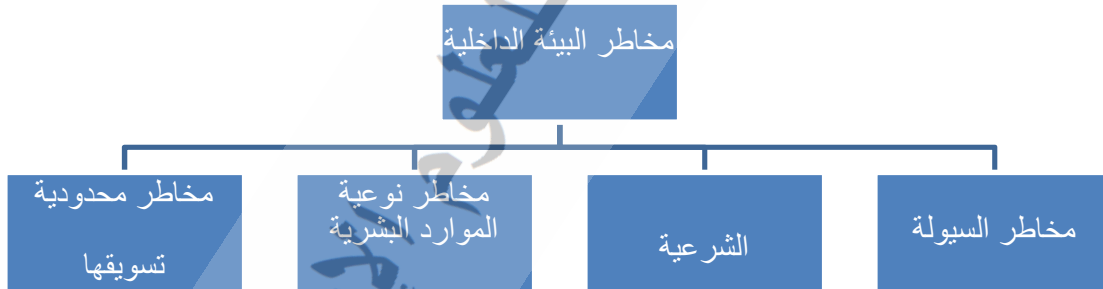 مخاطر البيئة الداخلية
مخاطر السيولة
الشرعية
مخاطر نوعية
الموارد البشرية
مخاطر محدودية
تسويقها